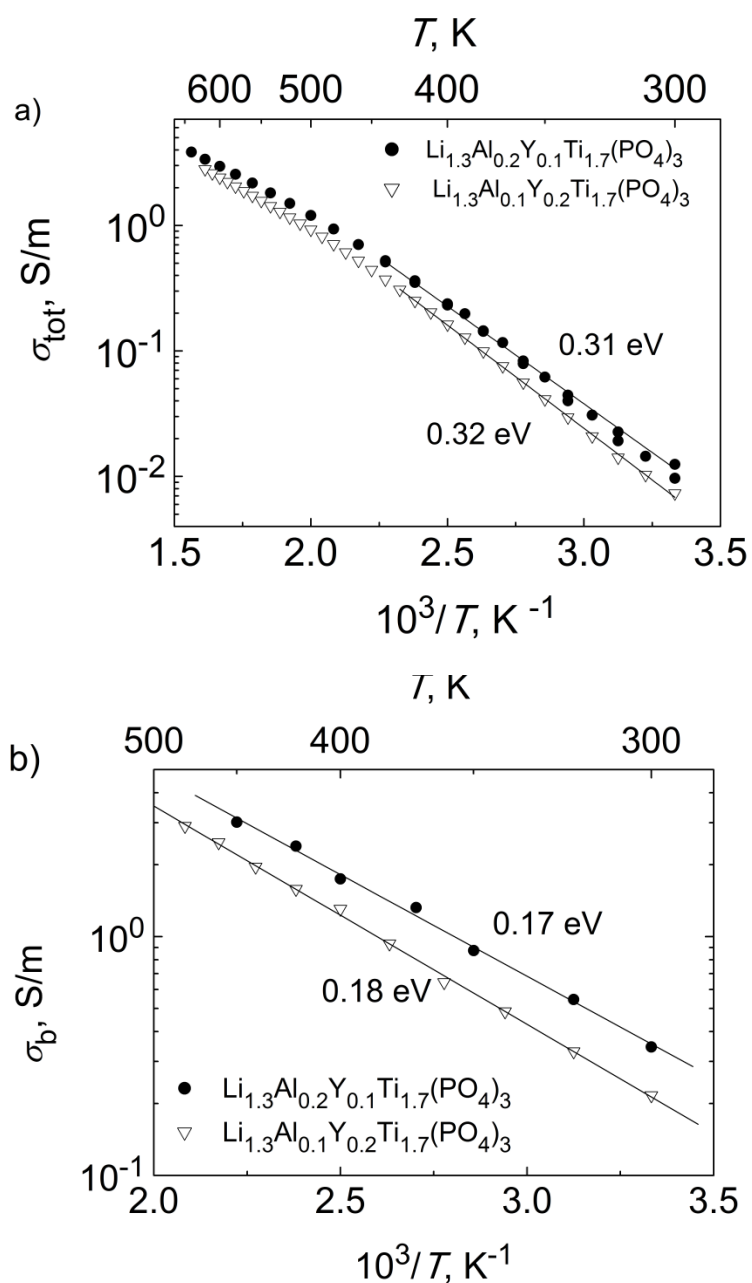 T, K
600 500 400 300
a)
Li1.3Al0.2Y0.1Ti1.7(PO4)3
Li1.3Al0.1Y0.2Ti1.7(PO4)3
10^0
σtot, S/m
10^-1
0.31 eV
0.32 eV
10^-2
1.5 2.0 2.5 3.0 3.5
10^3/T, K^-1
T, K
500 400 300
b)
10^0
0.17 eV
0.18 eV
σb, S/m
Li1.3Al0.2Y0.1Ti1.7(PO4)3
Li1.3Al0.1Y0.2Ti1.7(PO4)3
10^-1
2.0 2.5 3.0 3.5
10^3/T, K^-1